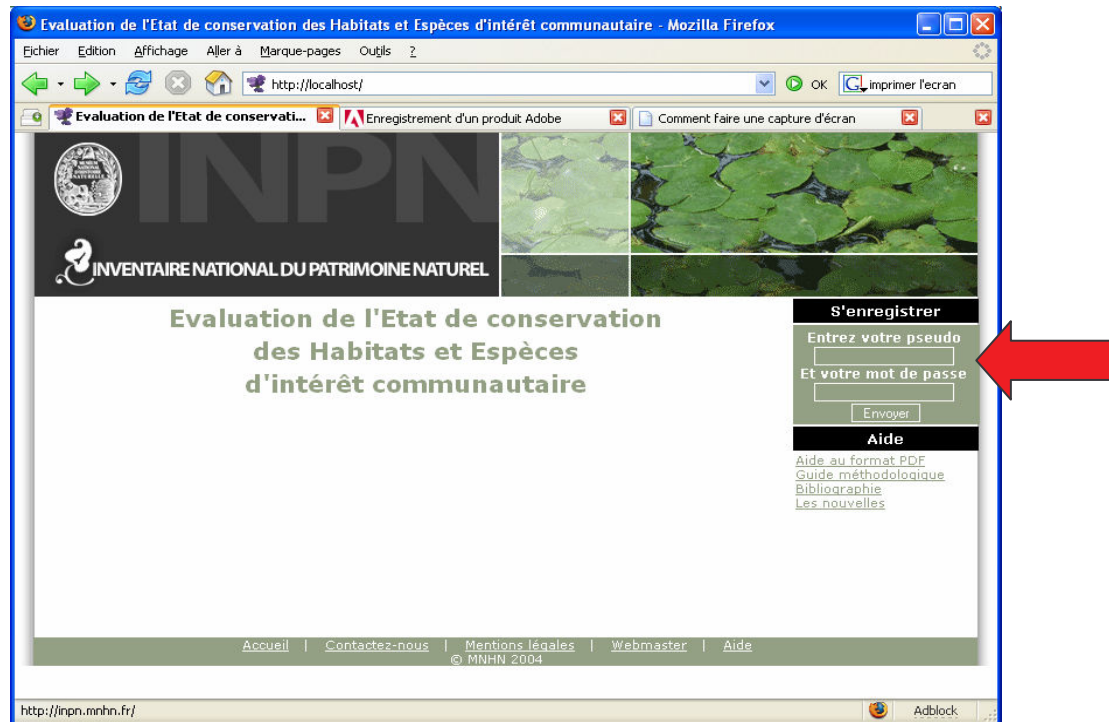 Evaluation de l'Etat de conservation des Habitats et Espèces d'intérêt communautaire - Mozilla Firefox
Fichier Edition Affichage Aller à Marque-pages Outils ?
http://localhost/ OK G imprimer l'ecran
Evaluation de l'Etat de conservati... Enregistrement d'un produit Adobe Comment faire une capture d'écran
INPN
INVENTAIRE NATIONAL DU PATRIMOINE NATUREL
Evaluation de l'Etat de conservation
des Habitats et Espèces
d'intérêt communautaire
S'enregistrer
Entrez votre pseudo
Et votre mot de passe
Envoyer
Aide
Aide au format PDF
Guide méthodologique
Bibliographie
Les nouvelles
Accueil | Contactez-nous | Mentions légales | Webmaster | Aide
© MNHN 2004
http://inpn.mnhn.fr/ Adblock